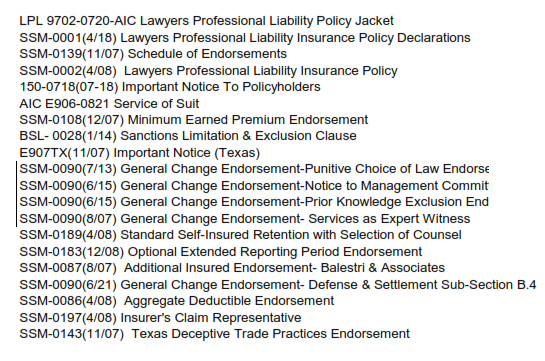 LPL 9702-0720-AIC Lawyers Professional Liability Policy Jacket
SSM-0001(4/18) Lawyers Professional Liability Insurance Policy Declarations
SSM-0139(11/07) Schedule of Endorsements
SSM-0002(4/08) Lawyers Professional Liability Insurance Policy
150-0718(07-18) Important Notice To Policyholders
AIC E906-0821 Service of Suit
SSM-0108(12/07) Minimum Earned Premium Endorsement
BSL- 0028(1/14) Sanctions Limitation & Exclusion Clause
E907TX(11/07) Important Notice (Texas)
SSM-0090(7/13) General Change Endorsement-Punitive Choice of Law Endorse
SSM-0090(6/15) General Change Endorsement-Notice to Management Committ
SSM-0090(6/15) General Change Endorsement-Prior Knowledge Exclusion End
SSM-0090(8/07) General Change Endorsement- Services as Expert Witness
SSM-0189(4/08) Standard Self-Insured Retention with Selection of Counsel
SSM-0183(12/08) Optional Extended Reporting Period Endorsement
SSM-0087(8/07) Additional Insured Endorsement- Balestri & Associates
SSM-0090(6/21) General Change Endorsement- Defense & Settlement Sub-Section B.4
SSM-0086(4/08) Aggregate Deductible Endorsement
SSM-0197(4/08) Insurer's Claim Representative
SSM-0143(11/07) Texas Deceptive Trade Practices Endorsement